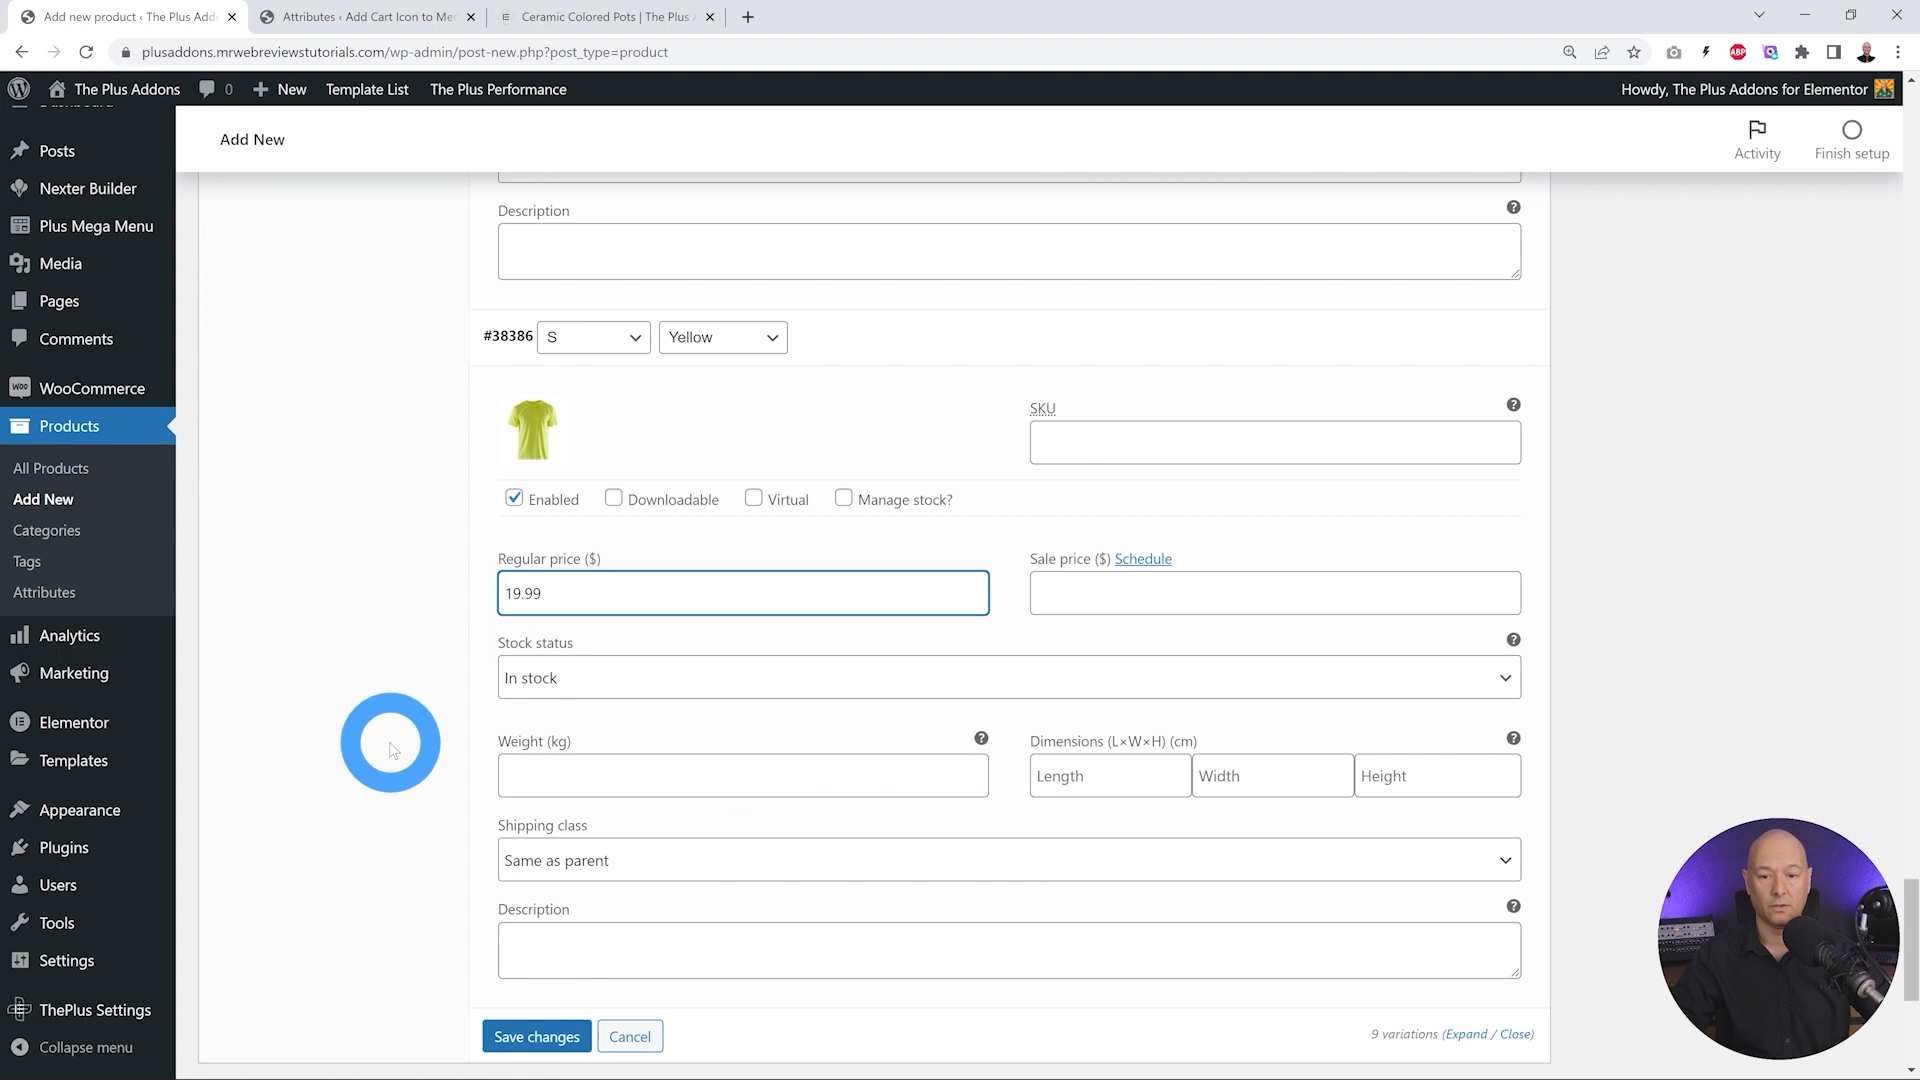 Add new product ‹ The Plus Add
Attributes ‹ Add Cart Icon to Mer
Ceramic Colored Pots | The Plus
plusaddons.mrwebreviewstutorials.com/wp-admin/post-new.php?post_type=product
ABP
The Plus Addons
0
New
Template List
The Plus Performance
Howdy, The Plus Addons for Elementor
Dashboard
Posts
Nexter Builder
Plus Mega Menu
Media
Pages
Comments
WooCommerce
Products
All Products
Add New
Categories
Tags
Attributes
Analytics
Marketing
Elementor
Templates
Appearance
Plugins
Users
Tools
Settings
ThePlus Settings
Collapse menu
Add New
Activity
Finish setup
Description
#38386
S
Yellow
SKU
Enabled
Downloadable
Virtual
Manage stock?
Regular price ($)
19.99
Sale price ($) Schedule
Stock status
In stock
Weight (kg)
Dimensions (L×W×H) (cm)
Length
Width
Height
Shipping class
Same as parent
Description
Save changes
Cancel
9 variations (Expand / Close)